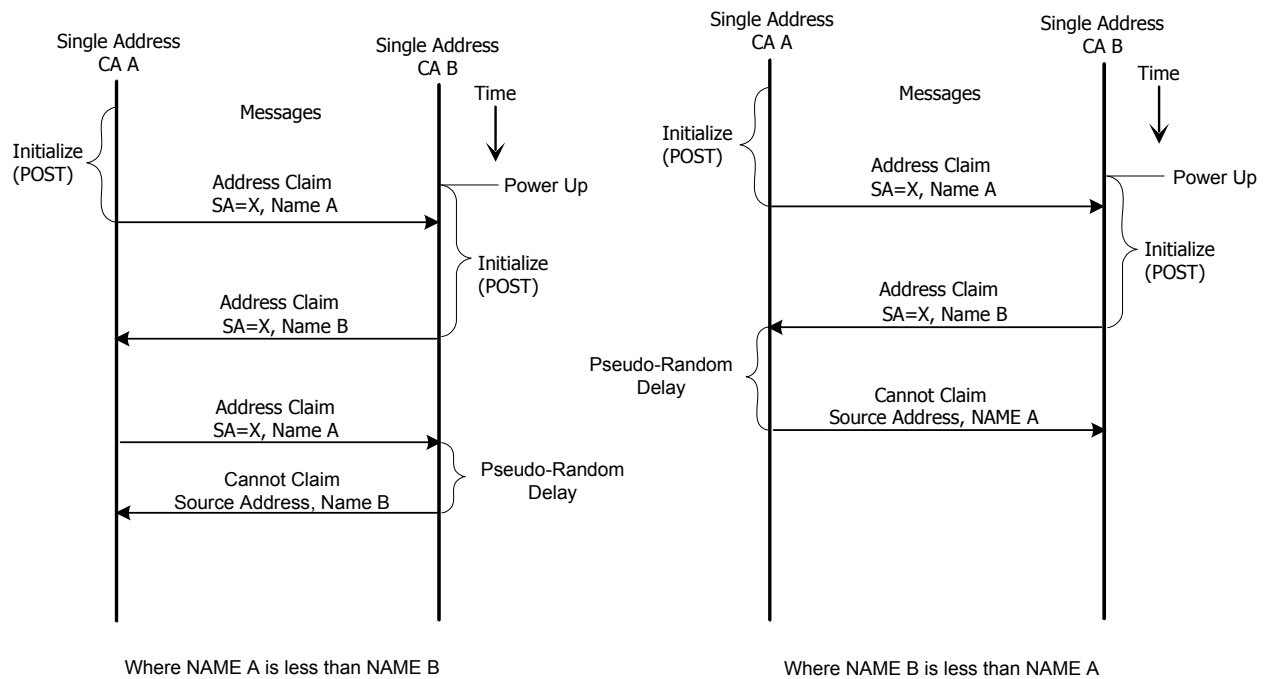 Single Address
CA A
Single Address
CA B
Time
Messages
Initialize
(POST)
Address Claim
SA=X, Name A
Power Up
Initialize
(POST)
Address Claim
SA=X, Name B
Address Claim
SA=X, Name A
Cannot Claim
Source Address, Name B
Pseudo-Random
Delay
Where NAME A is less than NAME B
Single Address
CA A
Single Address
CA B
Time
Messages
Initialize
(POST)
Address Claim
SA=X, Name A
Power Up
Initialize
(POST)
Address Claim
SA=X, Name B
Pseudo-Random
Delay
Cannot Claim
Source Address, NAME A
Where NAME B is less than NAME A